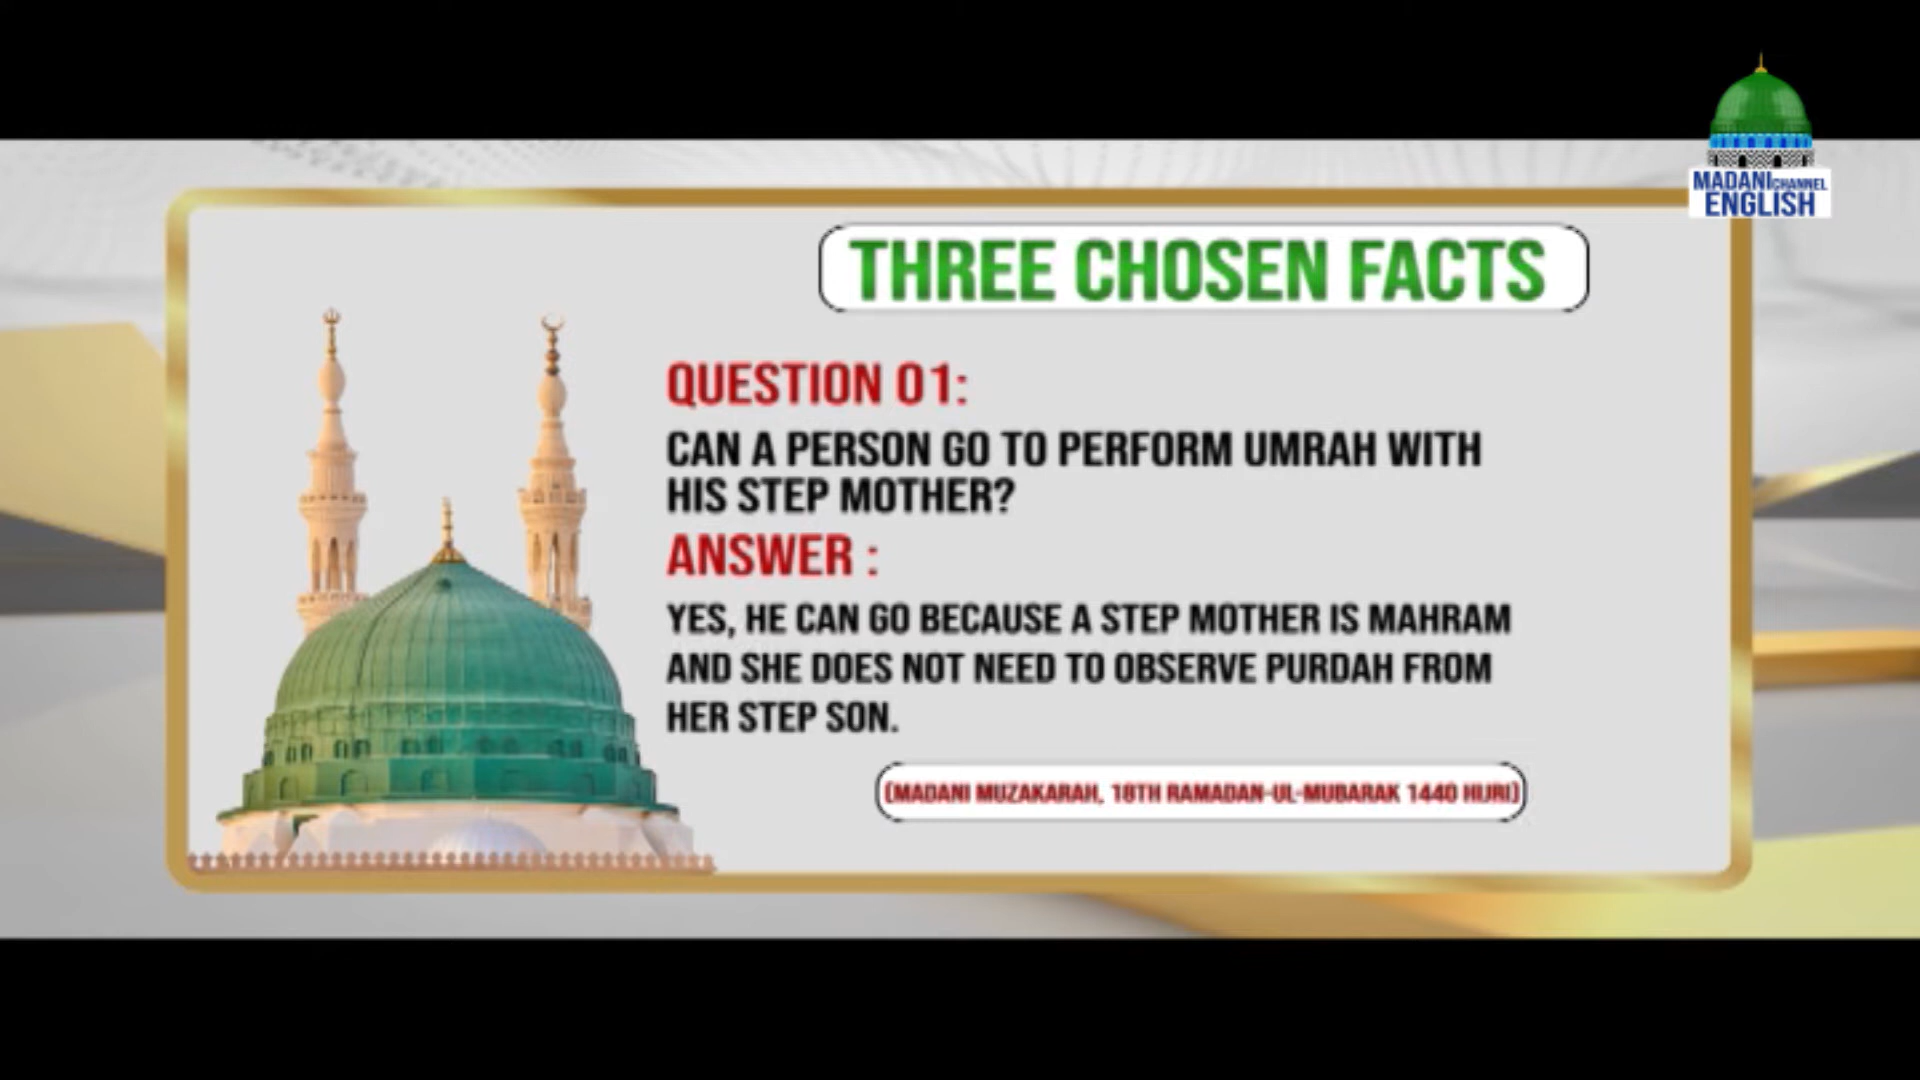 MADANI CHANNEL
ENGLISH
THREE CHOSEN FACTS
QUESTION 01:
CAN A PERSON GO TO PERFORM UMRAH WITH
HIS STEP MOTHER?
ANSWER :
YES, HE CAN GO BECAUSE A STEP MOTHER IS MAHRAM
AND SHE DOES NOT NEED TO OBSERVE PURDAH FROM
HER STEP SON.
(MADANI MUZAKARAH, 18TH RAMADAN-UL-MUBARAK 1440 HIJRI)